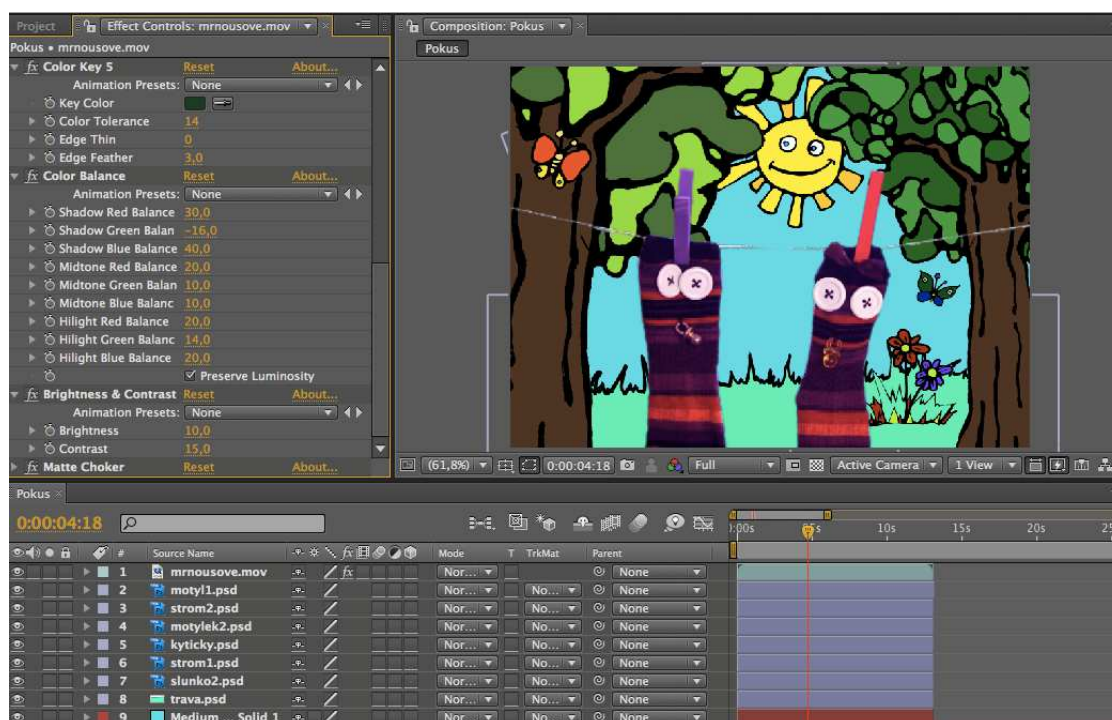 Project Effect Controls: mrnousove.mov
Pokus • mrnousove.mov
fx Color Key 5 Reset About...
Animation Presets: None
Key Color
Color Tolerance 14
Edge Thin 0
Edge Feather 3,0
fx Color Balance Reset About...
Animation Presets: None
Shadow Red Balance 30,0
Shadow Green Balan -16,0
Shadow Blue Balance 40,0
Midtone Red Balance 20,0
Midtone Green Balan 10,0
Midtone Blue Balanc 10,0
Hilight Red Balance 20,0
Hilight Green Balanc 14,0
Hilight Blue Balance 20,0
Preserve Luminosity
fx Brightness & Contrast Reset About...
Animation Presets: None
Brightness 10,0
Contrast 15,0
fx Matte Choker Reset About...
Composition: Pokus
Pokus
(61,8%) 0:00:04:18 Full Active Camera 1 View
Pokus
0:00:04:18 10s 15s 20s
# Source Name fx Mode T TrkMat Parent
1 mrnousove.mov fx Nor... None
2 motyl1.psd Nor... No... None
3 strom2.psd Nor... No... None
4 motylek2.psd Nor... No... None
5 kyticky.psd Nor... No... None
6 strom1.psd Nor... No... None
7 slunko2.psd Nor... No... None
8 trava.psd Nor... No... None
9 Medium ... Solid 1 Nor... No... None